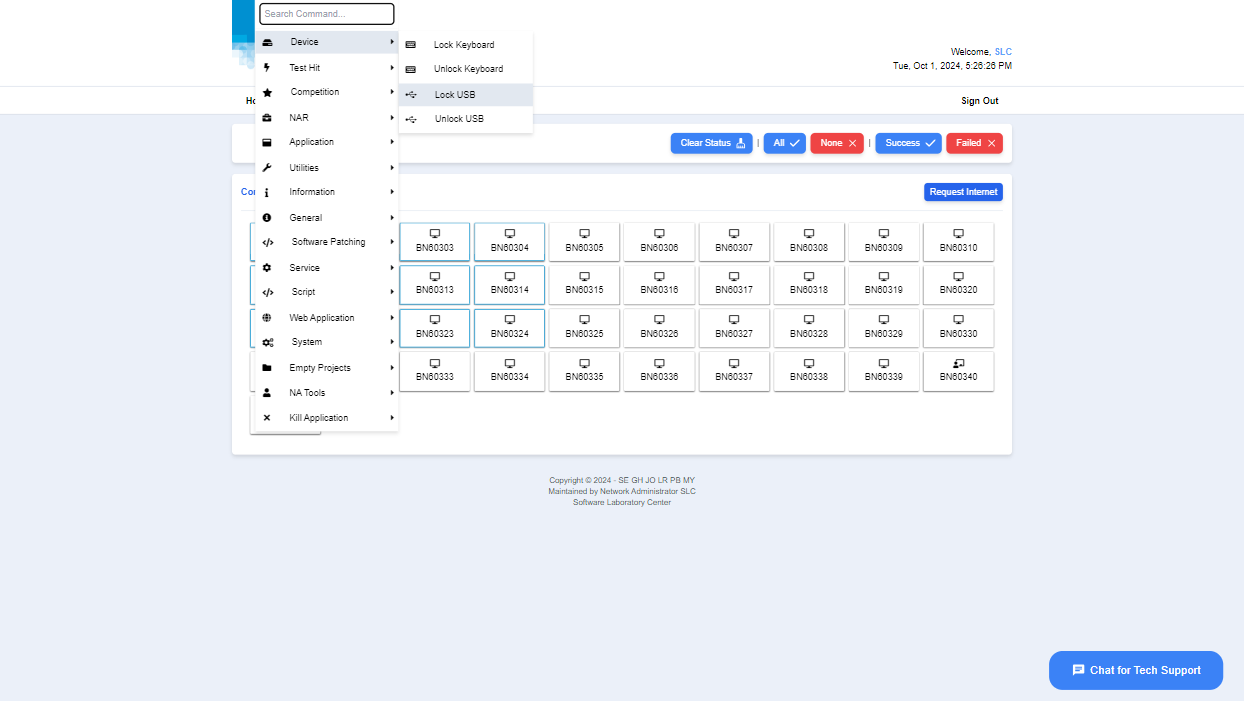 Search Command...
Device
Lock Keyboard
Unlock Keyboard
Lock USB
Unlock USB
Test Hit
Competition
NAR
Application
Utilities
Information
General
Software Patching
Service
Script
Web Application
System
Empty Projects
NA Tools
Kill Application
Welcome, SLC
Tue, Oct 1, 2024, 5:26:26 PM
Sign Out
Clear Status | All None | Success Failed
Request Internet
BN60303 BN60304 BN60305 BN60306 BN60307 BN60308 BN60309 BN60310
BN60313 BN60314 BN60315 BN60316 BN60317 BN60318 BN60319 BN60320
BN60323 BN60324 BN60325 BN60326 BN60327 BN60328 BN60329 BN60330
BN60333 BN60334 BN60335 BN60336 BN60337 BN60338 BN60339 BN60340
Copyright © 2024 - SE GH JO LR PB MY
Maintained by Network Administrator SLC
Software Laboratory Center
Chat for Tech Support